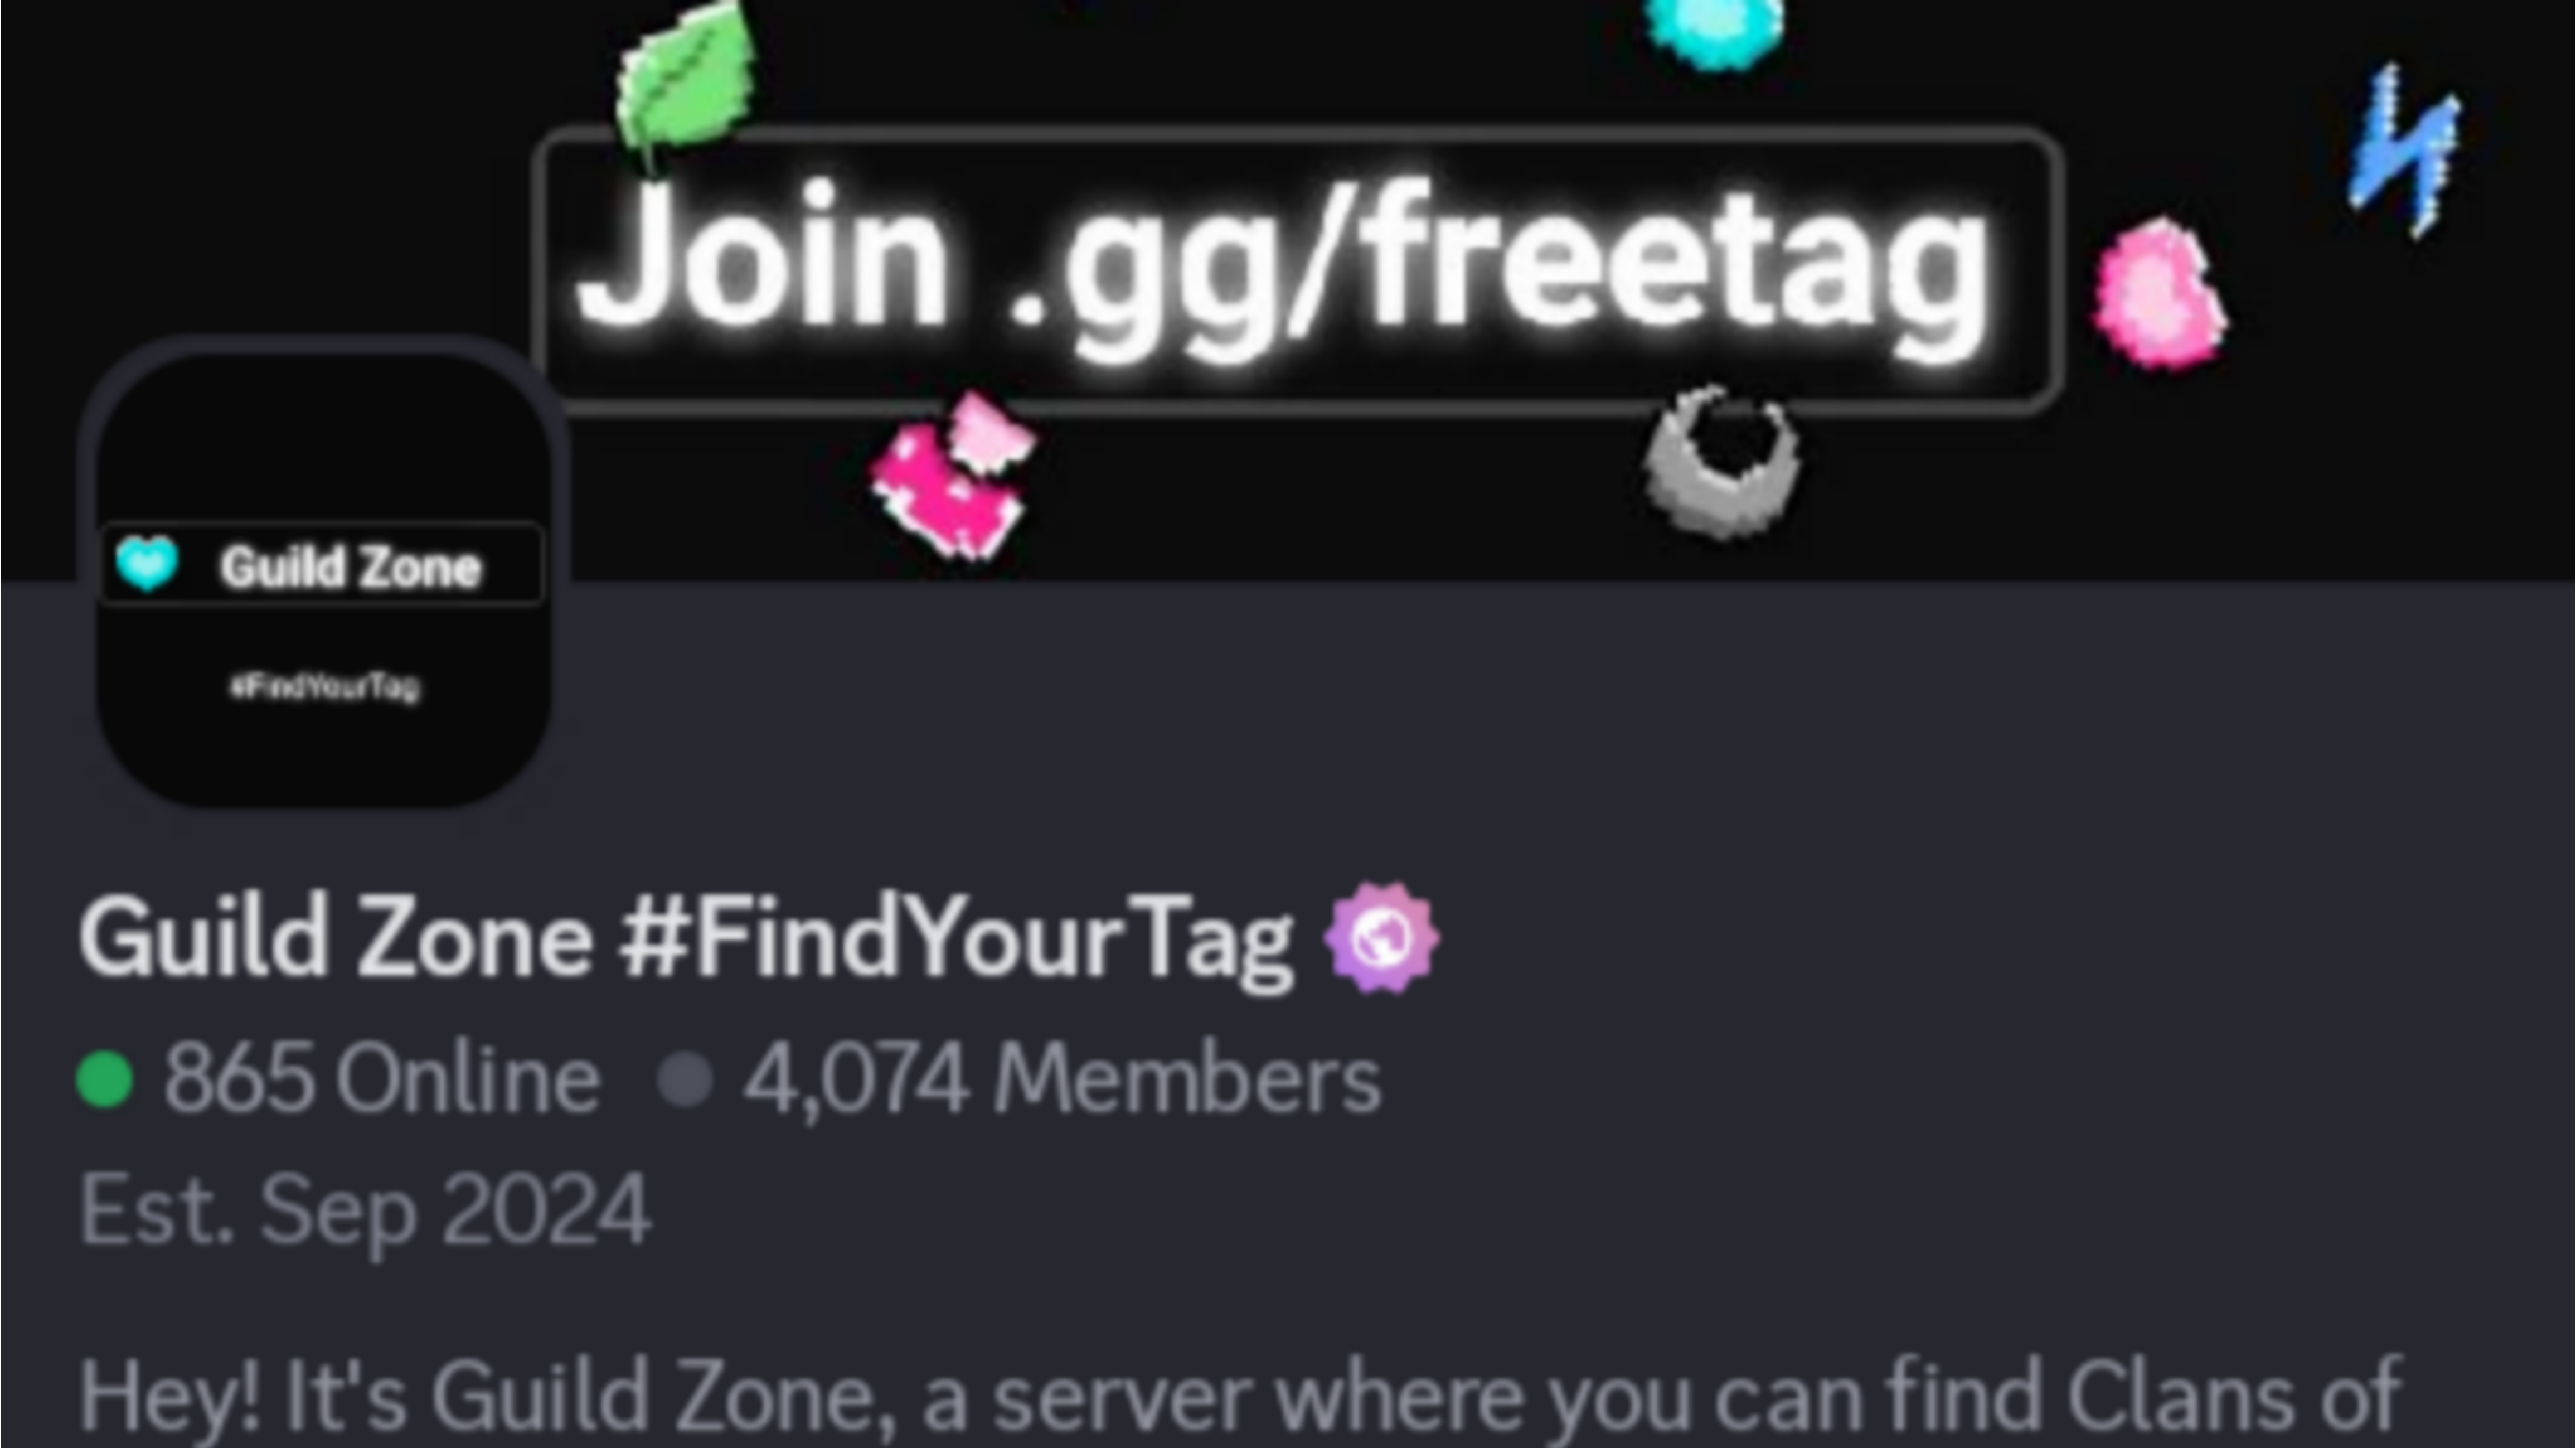 Join .gg/freetag
Guild Zone
#FindYourTag
Guild Zone #FindYourTag
865 Online 4,074 Members
Est. Sep 2024
Hey! It's Guild Zone, a server where you can find Clans of